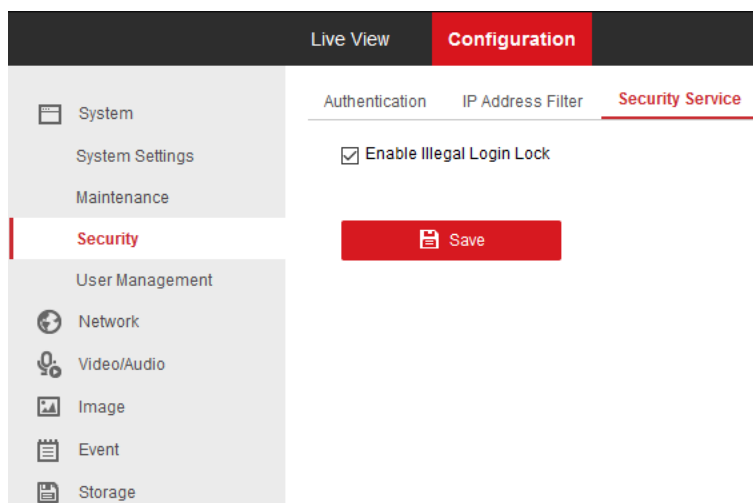 Live View Configuration
Authentication IP Address Filter Security Service
System
System Settings
Maintenance
Security
User Management
Network
Video/Audio
Image
Event
Storage
Enable Illegal Login Lock
Save